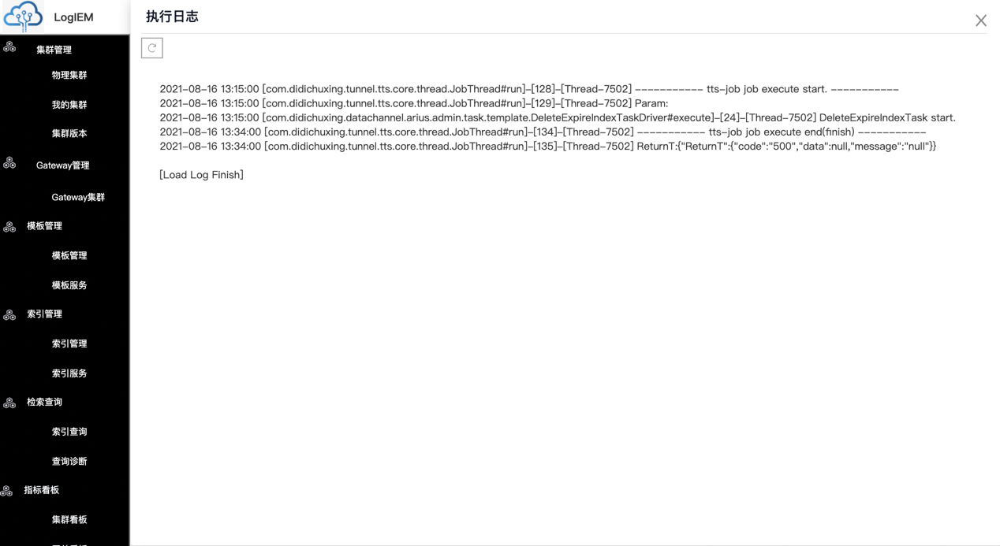 LogIEM
集群管理
物理集群
我的集群
集群版本
Gateway管理
Gateway集群
模板管理
模板管理
模板服务
索引管理
索引管理
索引服务
检索查询
索引查询
查询诊断
指标看板
集群看板
执行日志
2021-08-16 13:15:00 [com.didichuxing.tunnel.tts.core.thread.JobThread#run]-[128]-[Thread-7502] ----------- tts-job job execute start. -----------
2021-08-16 13:15:00 [com.didichuxing.tunnel.tts.core.thread.JobThread#run]-[129]-[Thread-7502] Param:
2021-08-16 13:15:00 [com.didichuxing.datachannel.arius.admin.task.template.DeleteExpireIndexTaskDriver#execute]-[24]-[Thread-7502] DeleteExpireIndexTask start.
2021-08-16 13:34:00 [com.didichuxing.tunnel.tts.core.thread.JobThread#run]-[134]-[Thread-7502] ----------- tts-job job execute end(finish) -----------
2021-08-16 13:34:00 [com.didichuxing.tunnel.tts.core.thread.JobThread#run]-[135]-[Thread-7502] ReturnT:{"ReturnT":{"code":"500","data":null,"message":"null"}}
[Load Log Finish]